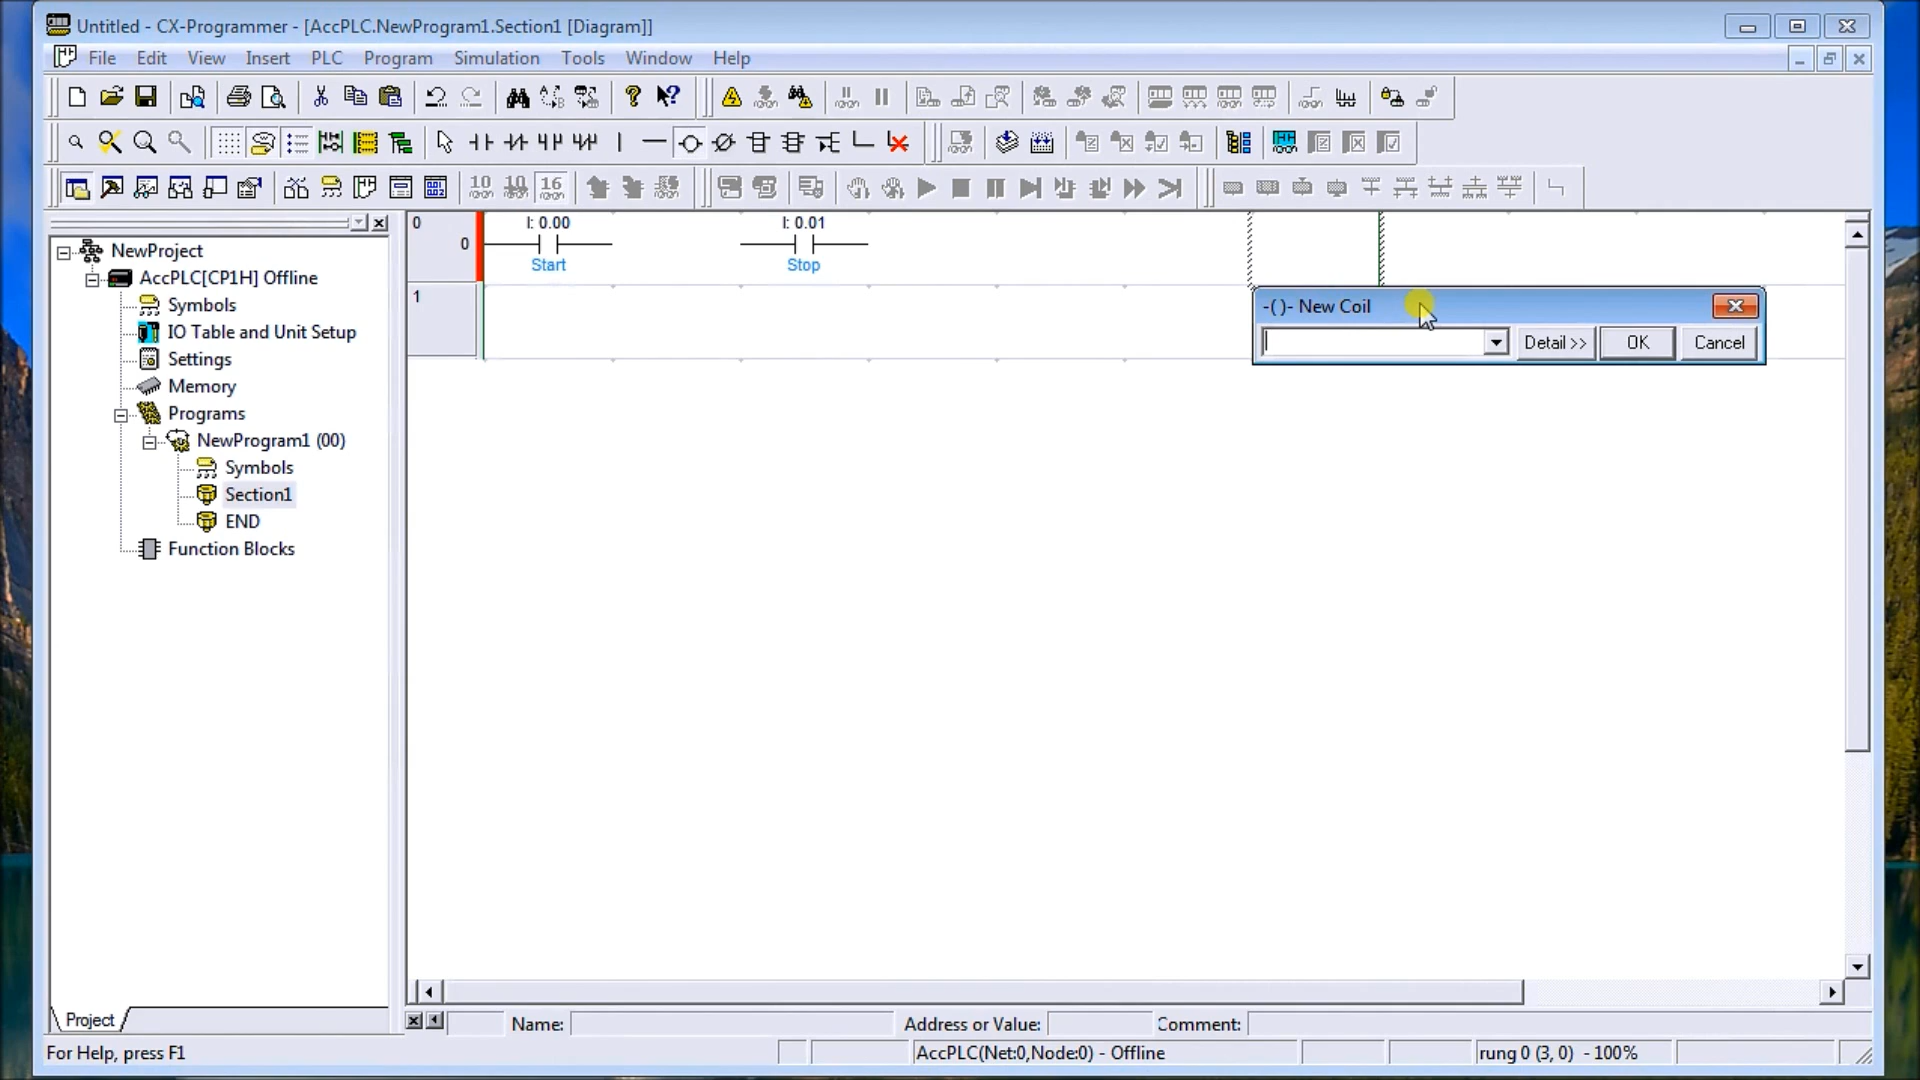 Untitled - CX-Programmer - [AccPLC.NewProgram1.Section1 [Diagram]]
File Edit View Insert PLC Program Simulation Tools Window Help
10 10 16
NewProject
AccPLC[CP1H] Offline
Symbols
IO Table and Unit Setup
Settings
Memory
Programs
NewProgram1 (00)
Symbols
Section1
END
Function Blocks
Project
0
0
I: 0.00
Start
I: 0.01
Stop
1
-( )- New Coil
Detail >> OK Cancel
Name: Address or Value: Comment:
For Help, press F1 AccPLC(Net:0,Node:0) - Offline rung 0 (3, 0) - 100%